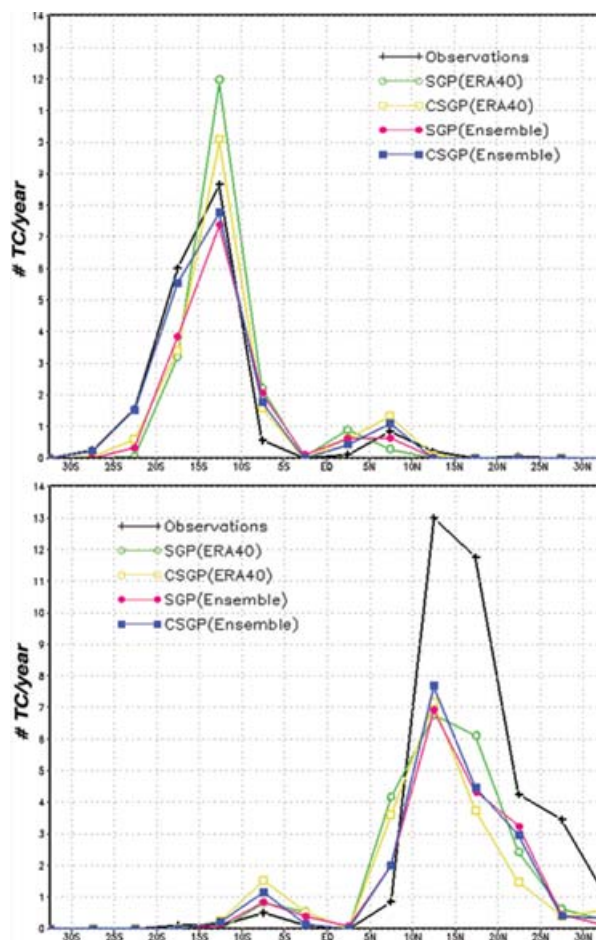 14
13
12
1
2
9
8
7
6
5
4
3
2
1
0
# TC/year
Observations
SGP(ERA40)
CSGP(ERA40)
SGP(Ensemble)
CSGP(Ensemble)
30S 25S 20S 15S 10S 5S EQ 5N 10N 15N 20N 25N 30N
14
13
12
11
10
9
8
7
6
5
4
3
2
1
0
# TC/year
Observations
SGP(ERA40)
CSGP(ERA40)
SGP(Ensemble)
CSGP(Ensemble)
30S 25S 20S 15S 10S 5S EQ 5N 10N 15N 20N 25N 30N